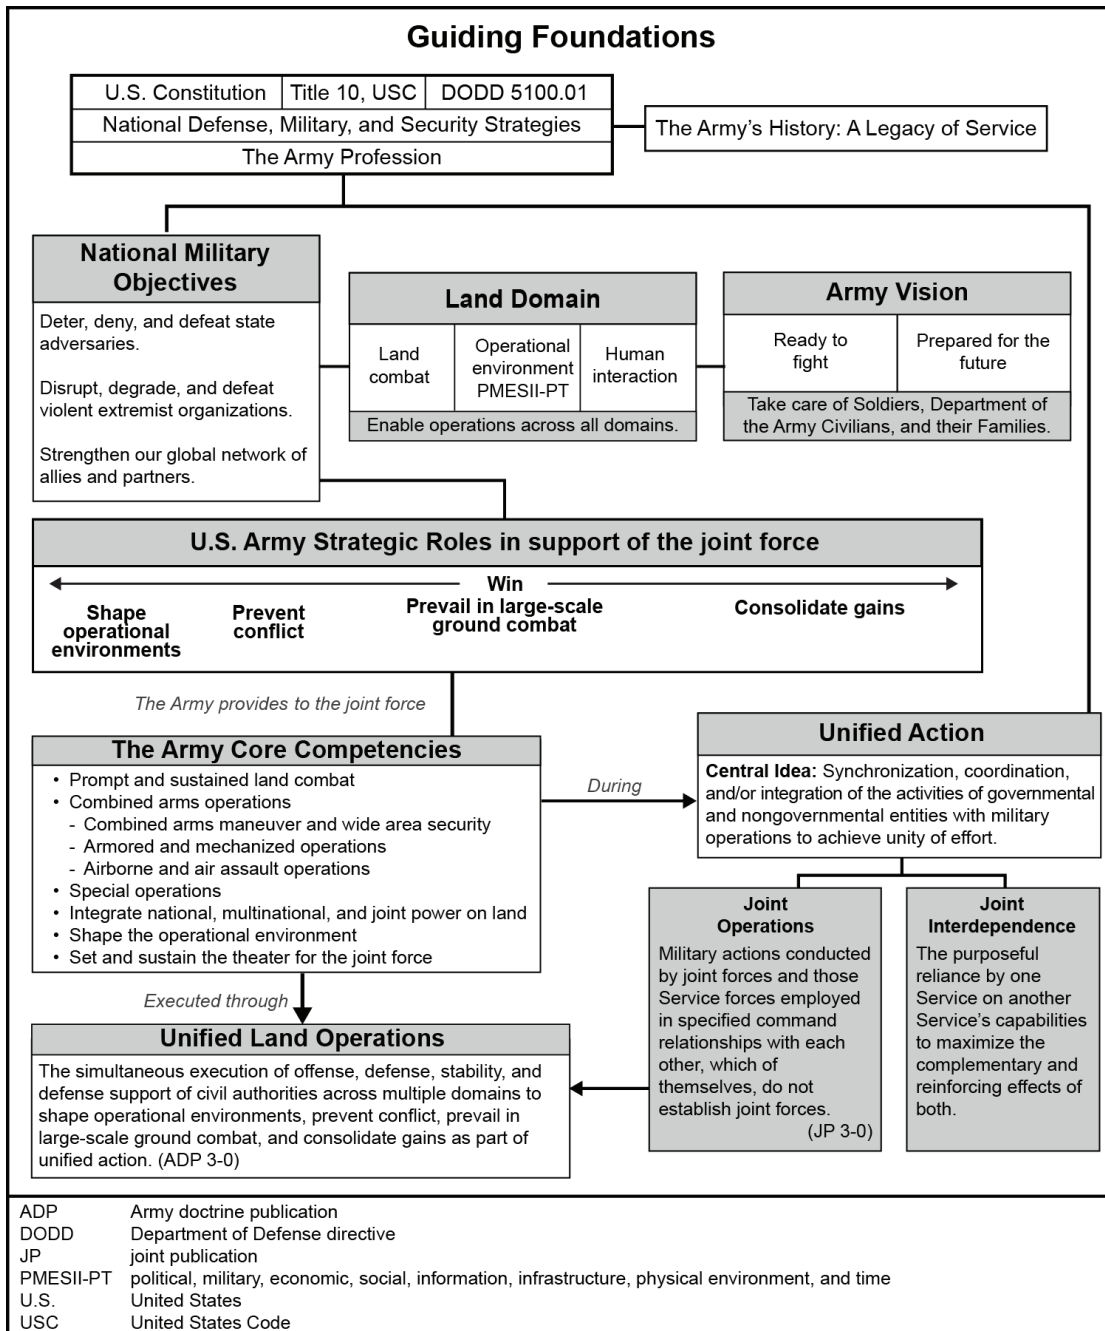 Guiding Foundations
U.S. Constitution
Title 10, USC
DODD 5100.01
National Defense, Military, and Security Strategies
The Army Profession
The Army's History: A Legacy of Service
National Military
Objectives
Deter, deny, and defeat state
adversaries.
Disrupt, degrade, and defeat
violent extremist organizations.
Strengthen our global network of
allies and partners.
Land Domain
Land
combat
Operational
environment
PMESII-PT
Human
interaction
Enable operations across all domains.
Army Vision
Ready to
fight
Prepared for the
future
Take care of Soldiers, Department of
the Army Civilians, and their Families.
U.S. Army Strategic Roles in support of the joint force
Win
Shape
operational
environments
Prevent
conflict
Prevail in large-scale
ground combat
Consolidate gains
The Army provides to the joint force
The Army Core Competencies
• Prompt and sustained land combat
• Combined arms operations
- Combined arms maneuver and wide area security
- Armored and mechanized operations
- Airborne and air assault operations
• Special operations
• Integrate national, multinational, and joint power on land
• Shape the operational environment
• Set and sustain the theater for the joint force
During
Unified Action
Central Idea: Synchronization, coordination,
and/or integration of the activities of governmental
and nongovernmental entities with military
operations to achieve unity of effort.
Joint
Operations
Military actions conducted
by joint forces and those
Service forces employed
in specified command
relationships with each
other, which of
themselves, do not
establish joint forces.
(JP 3-0)
Joint
Interdependence
The purposeful
reliance by one
Service on another
Service's capabilities
to maximize the
complementary and
reinforcing effects of
both.
Executed through
Unified Land Operations
The simultaneous execution of offense, defense, stability, and
defense support of civil authorities across multiple domains to
shape operational environments, prevent conflict, prevail in
large-scale ground combat, and consolidate gains as part of
unified action. (ADP 3-0)
ADP Army doctrine publication
DODD Department of Defense directive
JP joint publication
PMESII-PT political, military, economic, social, information, infrastructure, physical environment, and time
U.S. United States
USC United States Code